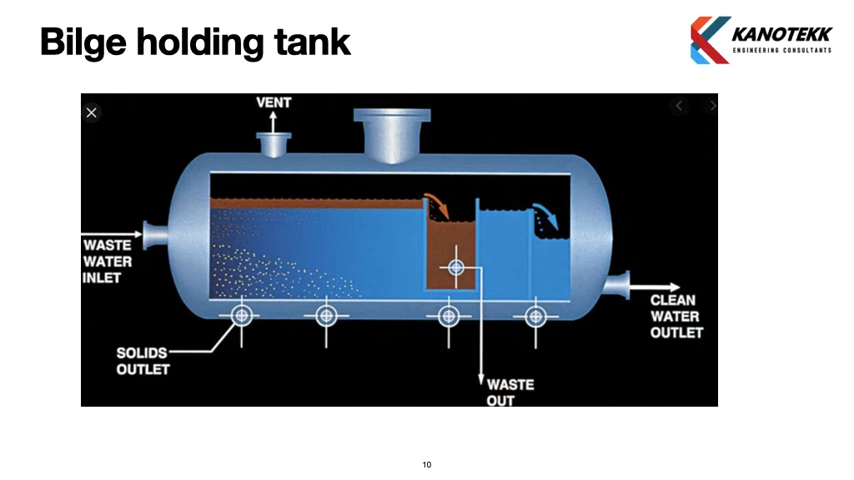 Bilge holding tank
KANOTEKK
ENGINEERING CONSULTANTS
VENT
WASTE
WATER
INLET
CLEAN
WATER
OUTLET
SOLIDS
OUTLET
WASTE
OUT
10